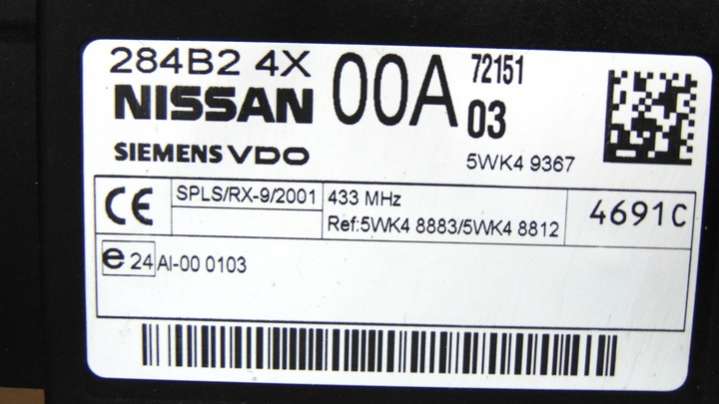 284B2 4X 00A 72151
NISSAN 03
SIEMENS VDO 5WK4 9367
CE SPLS/RX-9/2001 433 MHz 4691C
Ref:5WK4 8883/5WK4 8812
e 24 AI-00 0103